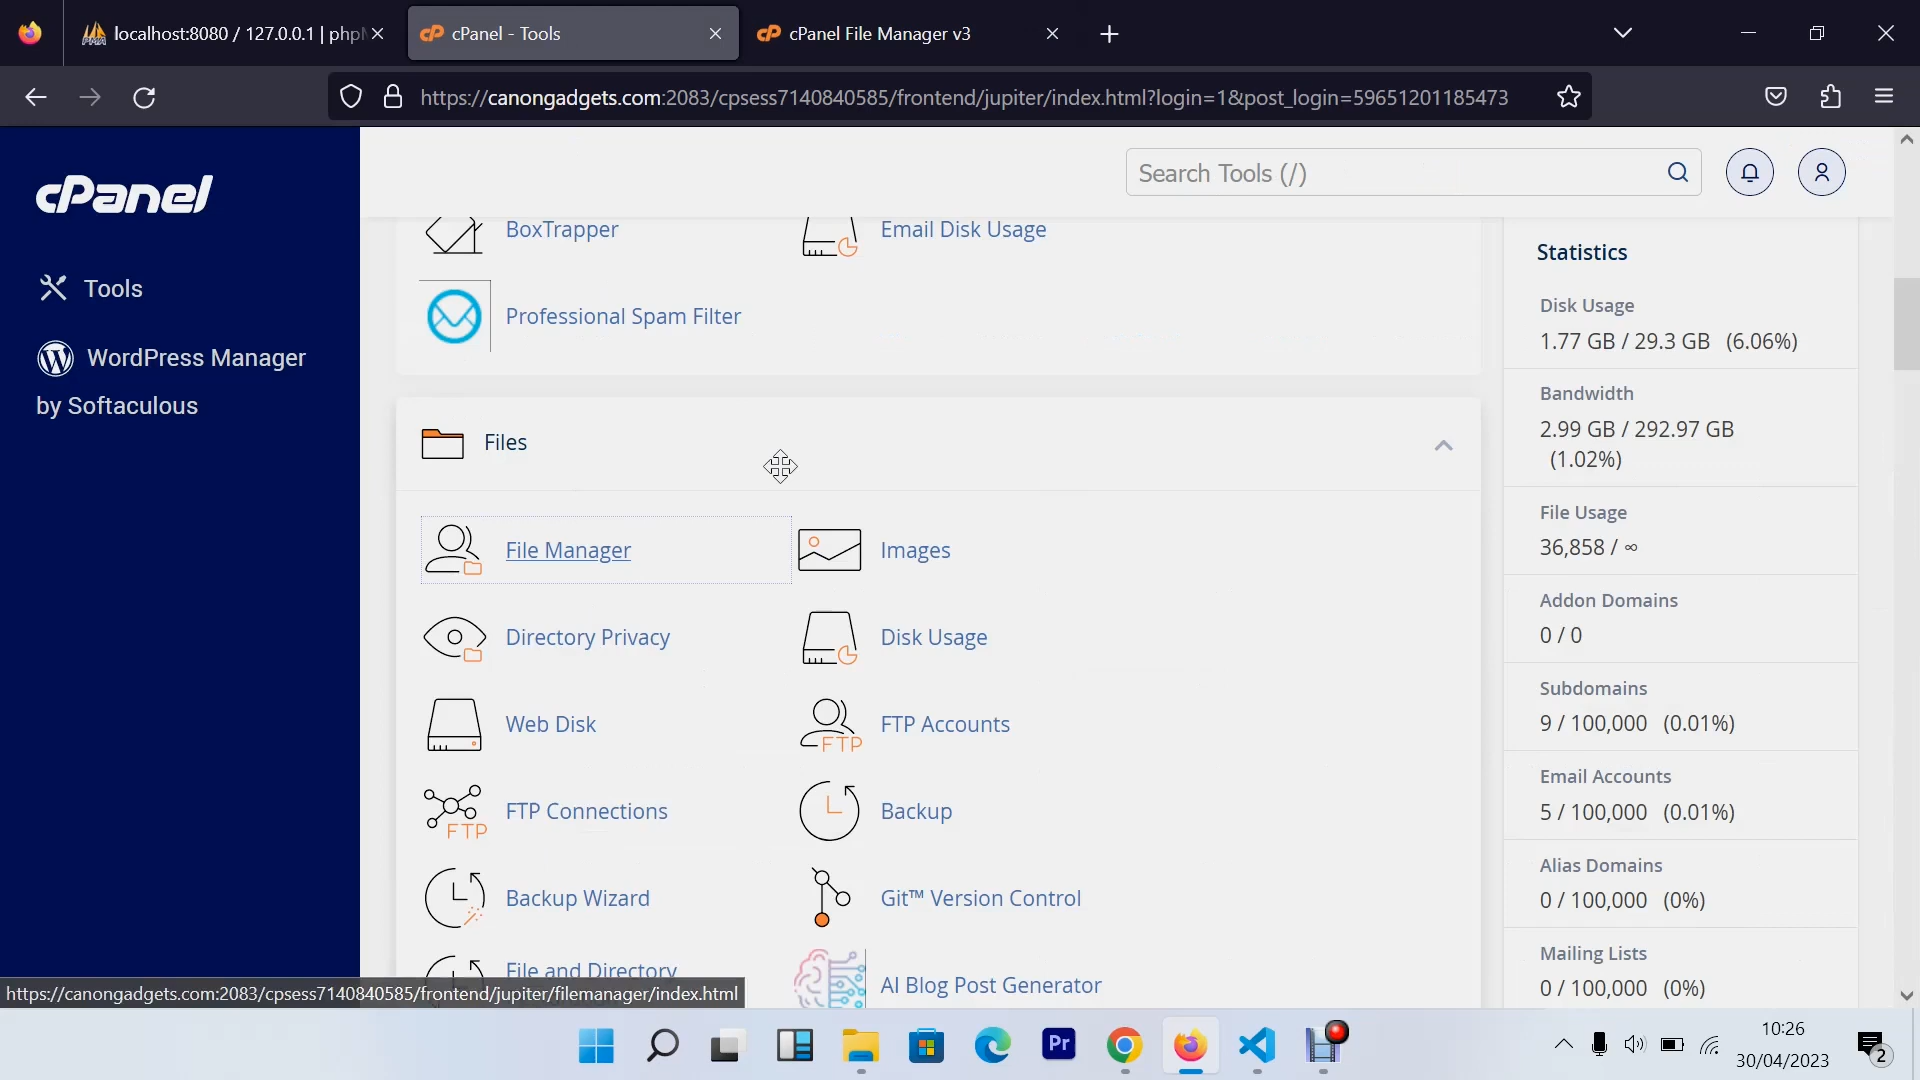 localhost:8080 / 127.0.0.1 | php
cPanel - Tools
cPanel File Manager v3
https://canongadgets.com:2083/cpsess7140840585/frontend/jupiter/index.html?login=1&post_login=59651201185473
cPanel
Search Tools (/)
Tools
WordPress Manager
by Softaculous
BoxTrapper
Email Disk Usage
Professional Spam Filter
Files
File Manager
Images
Directory Privacy
Disk Usage
Web Disk
FTP
FTP Accounts
FTP
FTP Connections
Backup
Backup Wizard
Git™ Version Control
File and Directory
AI Blog Post Generator
Statistics
Disk Usage
1.77 GB / 29.3 GB (6.06%)
Bandwidth
2.99 GB / 292.97 GB
(1.02%)
File Usage
36,858 / ∞
Addon Domains
0 / 0
Subdomains
9 / 100,000 (0.01%)
Email Accounts
5 / 100,000 (0.01%)
Alias Domains
0 / 100,000 (0%)
Mailing Lists
0 / 100,000 (0%)
https://canongadgets.com:2083/cpsess7140840585/frontend/jupiter/filemanager/index.html
Pr
10:26
30/04/2023
2